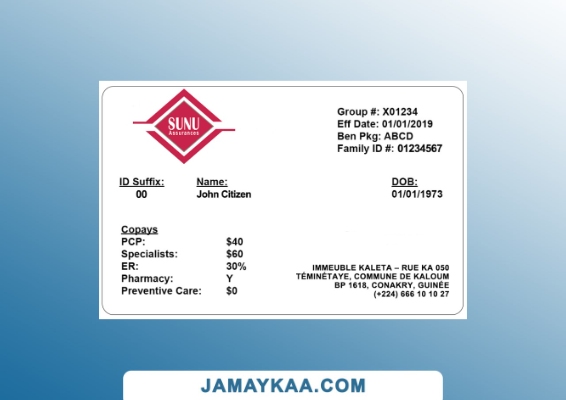 SUNU
Assurances
Group #: X01234
Eff Date: 01/01/2019
Ben Pkg: ABCD
Family ID #: 01234567
ID Suffix: Name: DOB:
00 John Citizen 01/01/1973
Copays
PCP: $40
Specialists: $60
ER: 30%
Pharmacy: Y
Preventive Care: $0
IMMEUBLE KALETA – RUE KA 050
TÉMINÉTAYE, COMMUNE DE KALOUM
BP 1618, CONAKRY, GUINÉE
(+224) 666 10 10 27
JAMAYKAA.COM